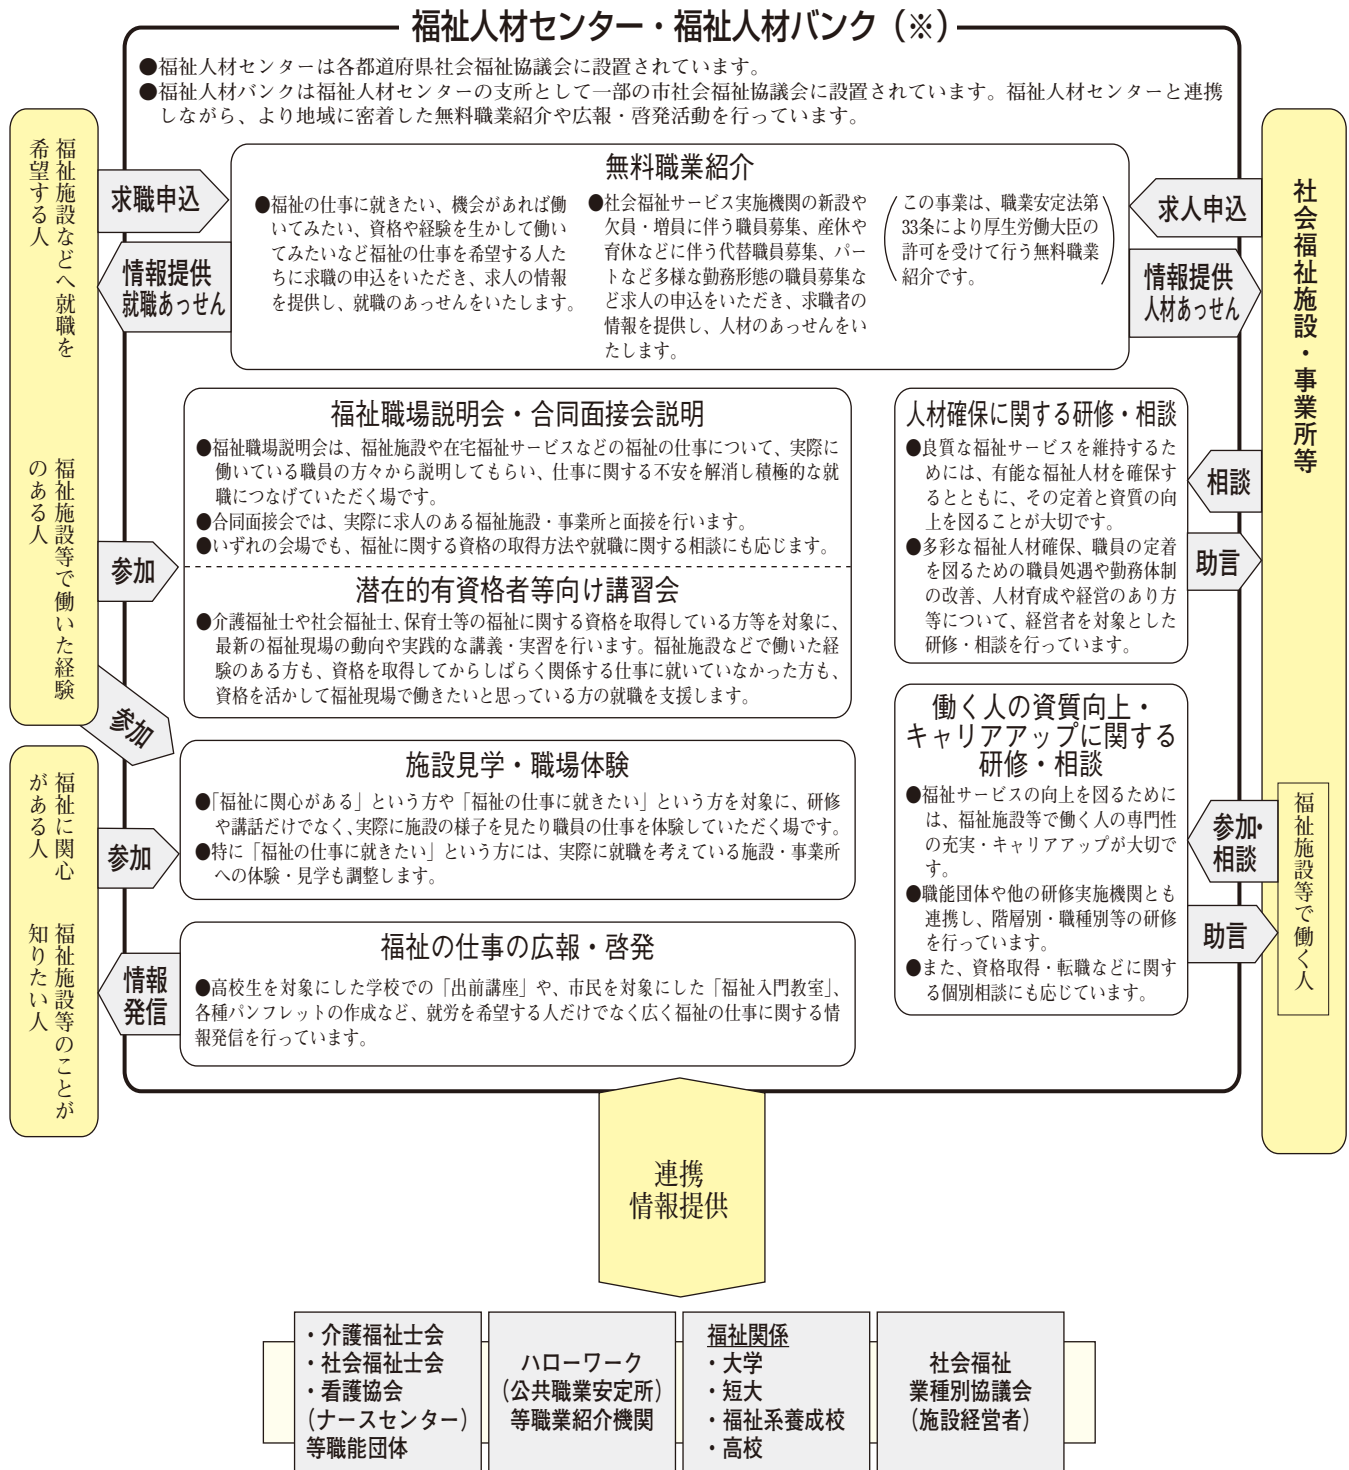 福祉人材センター・福祉人材バンク（※）
●福祉人材センターは各都道府県社会福祉協議会に設置されています。
●福祉人材バンクは福祉人材センターの支所として一部の市社会福祉協議会に設置されています。福祉人材センターと連携
しながら、より地域に密着した無料職業紹介や広報・啓発活動を行っています。
福祉施設などへ就職を
希望する人
福祉施設等で働いた経験
のある人
求職申込
情報提供
就職あっせん
無料職業紹介
●福祉の仕事に就きたい、機会があれば働
いてみたい、資格や経験を生かして働い
てみたいなど福祉の仕事を希望する人た
ちに求職の申込をいただき、求人の情報
を提供し、就職のあっせんをいたします。
●社会福祉サービス実施機関の新設や
欠員・増員に伴う職員募集、産休や
育休などに伴う代替職員募集、パー
トなど多様な勤務形態の職員募集な
ど求人の申込をいただき、求職者の
情報を提供し、人材のあっせんをい
たします。
（この事業は、職業安定法第
33条により厚生労働大臣の
許可を受けて行う無料職業
紹介です。）
求人申込
情報提供
人材あっせん
社会福祉施設・事業所等
参加
福祉職場説明会・合同面接会説明
●福祉職場説明会は、福祉施設や在宅福祉サービスなどの福祉の仕事について、実際に
働いている職員の方々から説明してもらい、仕事に関する不安を解消し積極的な就
職につなげていただく場です。
●合同面接会では、実際に求人のある福祉施設・事業所と面接を行います。
●いずれの会場でも、福祉に関する資格の取得方法や就職に関する相談にも応じます。
潜在的有資格者等向け講習会
●介護福祉士や社会福祉士、保育士等の福祉に関する資格を取得している方等を対象に、
最新の福祉現場の動向や実践的な講義・実習を行います。福祉施設などで働いた経
験のある方も、資格を取得してからしばらく関係する仕事に就いていなかった方も、
資格を活かして福祉現場で働きたいと思っている方の就職を支援します。
人材確保に関する研修・相談
●良質な福祉サービスを維持するた
めには、有能な福祉人材を確保す
るとともに、その定着と資質の向
上を図ることが大切です。
●多彩な福祉人材確保、職員の定着
を図るための職員処遇や勤務体制
の改善、人材育成や経営のあり方
等について、経営者を対象とした
研修・相談を行っています。
相談
助言
参加
福祉に関心
がある人
福祉施設等のことが
知りたい人
参加
施設見学・職場体験
●「福祉に関心がある」という方や「福祉の仕事に就きたい」という方を対象に、研修
や講話だけでなく、実際に施設の様子を見たり職員の仕事を体験していただく場です。
●特に「福祉の仕事に就きたい」という方には、実際に就職を考えている施設・事業所
への体験・見学も調整します。
情報
発信
福祉の仕事の広報・啓発
●高校生を対象にした学校での「出前講座」や、市民を対象にした「福祉入門教室」、
各種パンフレットの作成など、就労を希望する人だけでなく広く福祉の仕事に関する情
報発信を行っています。
働く人の資質向上・
キャリアアップに関する
研修・相談
●福祉サービスの向上を図るために
は、福祉施設等で働く人の専門性
の充実・キャリアアップが大切で
す。
●職能団体や他の研修実施機関とも
連携し、階層別・職種別等の研修
を行っています。
●また、資格取得・転職などに関す
る個別相談にも応じています。
参加・
相談
助言
福祉施設等で働く人
連携
情報提供
・介護福祉士会
・社会福祉士会
・看護協会
（ナースセンター）
等職能団体
ハローワーク
（公共職業安定所）
等職業紹介機関
福祉関係
・大学
・短大
・福祉系養成校
・高校
社会福祉
業種別協議会
（施設経営者）